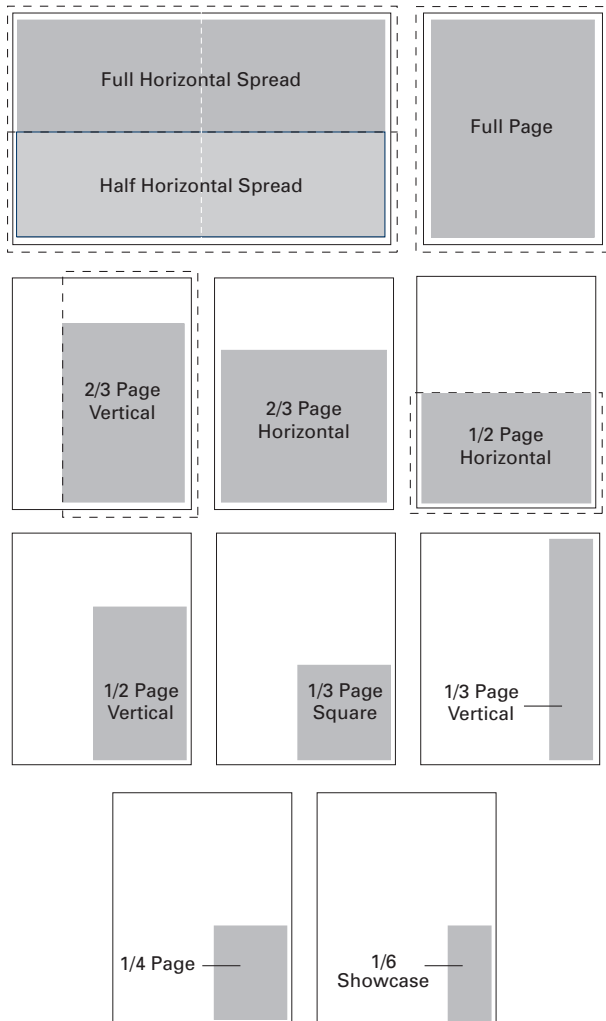 Full Horizontal Spread
Half Horizontal Spread
Full Page
2/3 Page
Vertical
2/3 Page
Horizontal
1/2 Page
Horizontal
1/2 Page
Vertical
1/3 Page
Square
1/3 Page
Vertical
1/4 Page
1/6
Showcase